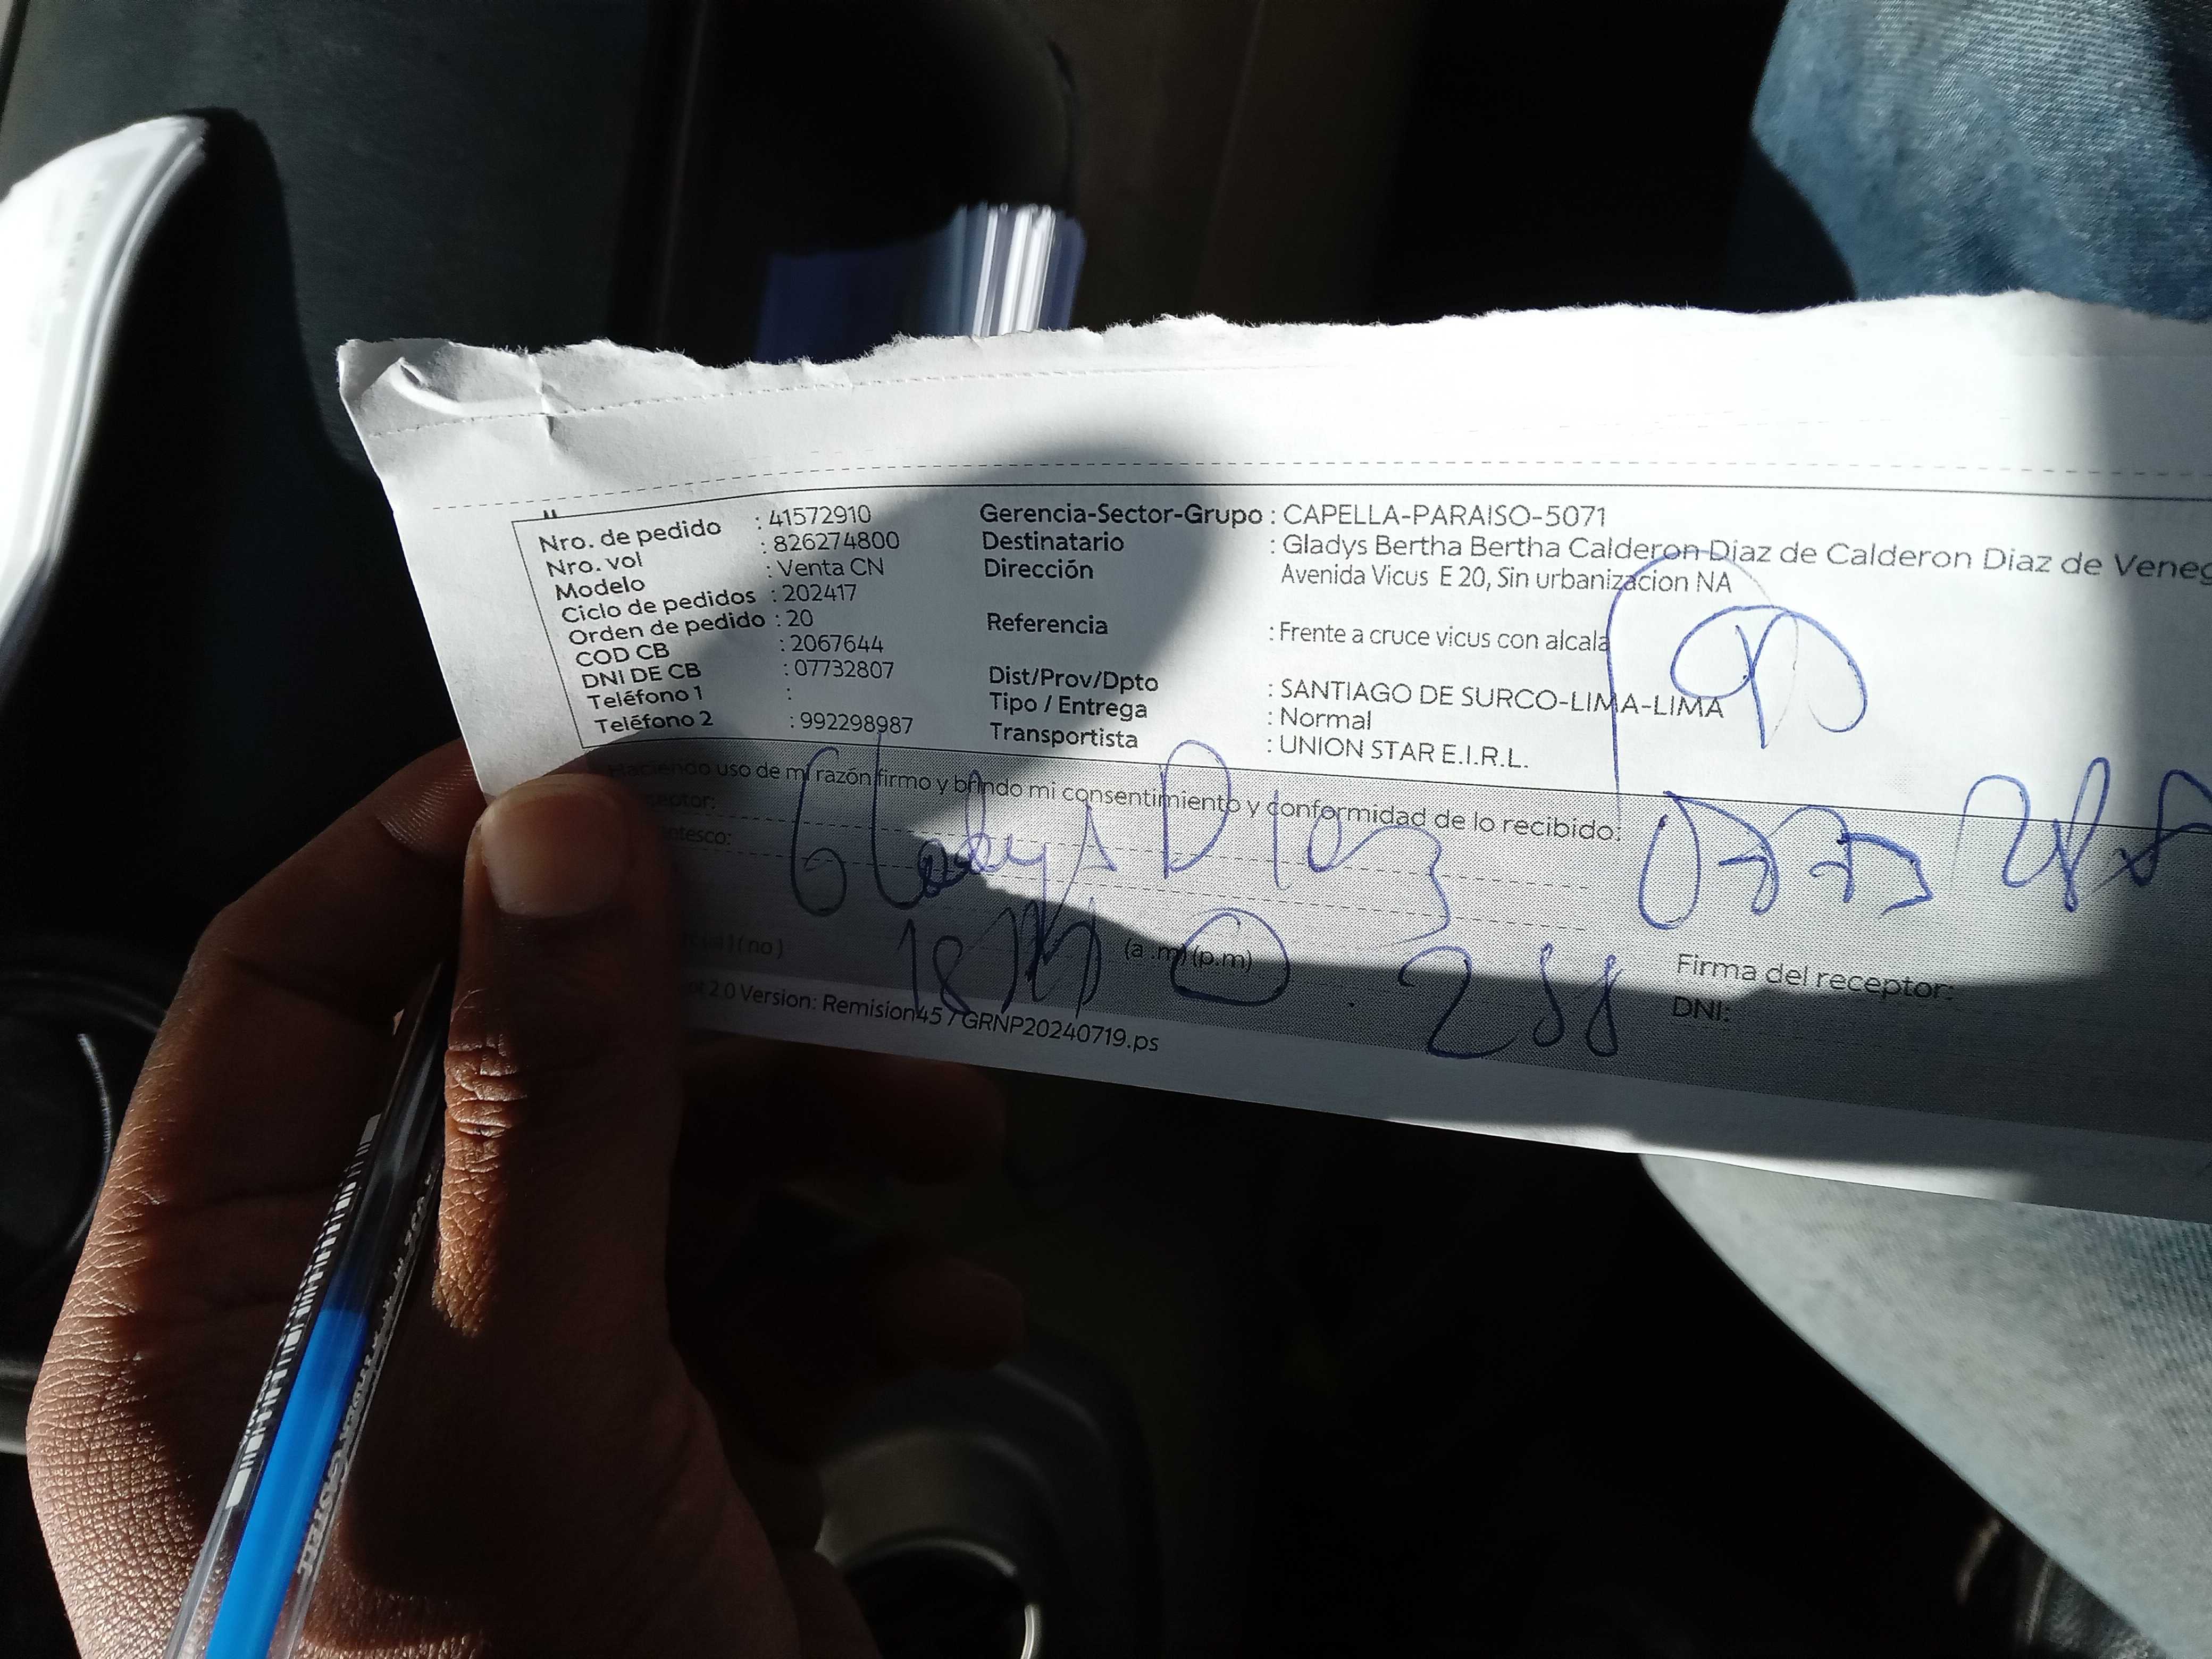 Nro. de pedido : 41572910
Nro. vol : 826274800
Modelo : Venta CN
Ciclo de pedidos : 202417
Orden de pedido : 20
COD CB : 2067644
DNI DE CB : 07732807
Teléfono 1 :
Teléfono 2 : 992298987
Gerencia-Sector-Grupo : CAPELLA-PARAISO-5071
Destinatario : Gladys Bertha Bertha Calderon Diaz de Calderon Diaz de Veneg
Dirección Avenida Vicus E 20, Sin urbanizacion NA
Referencia : Frente a cruce vicus con alcala
Dist/Prov/Dpto : SANTIAGO DE SURCO-LIMA-LIMA
Tipo / Entrega : Normal
Transportista : UNION STAR E.I.R.L.
Haciendo uso de mi razón firmo y brindo mi consentimiento y conformidad de lo recibido:
Gladys Diaz
( no )
18
(a .m) (p.m)
Firma del receptor:
DNI:
2.0 Version: Remision45 / GRNP20240719.ps